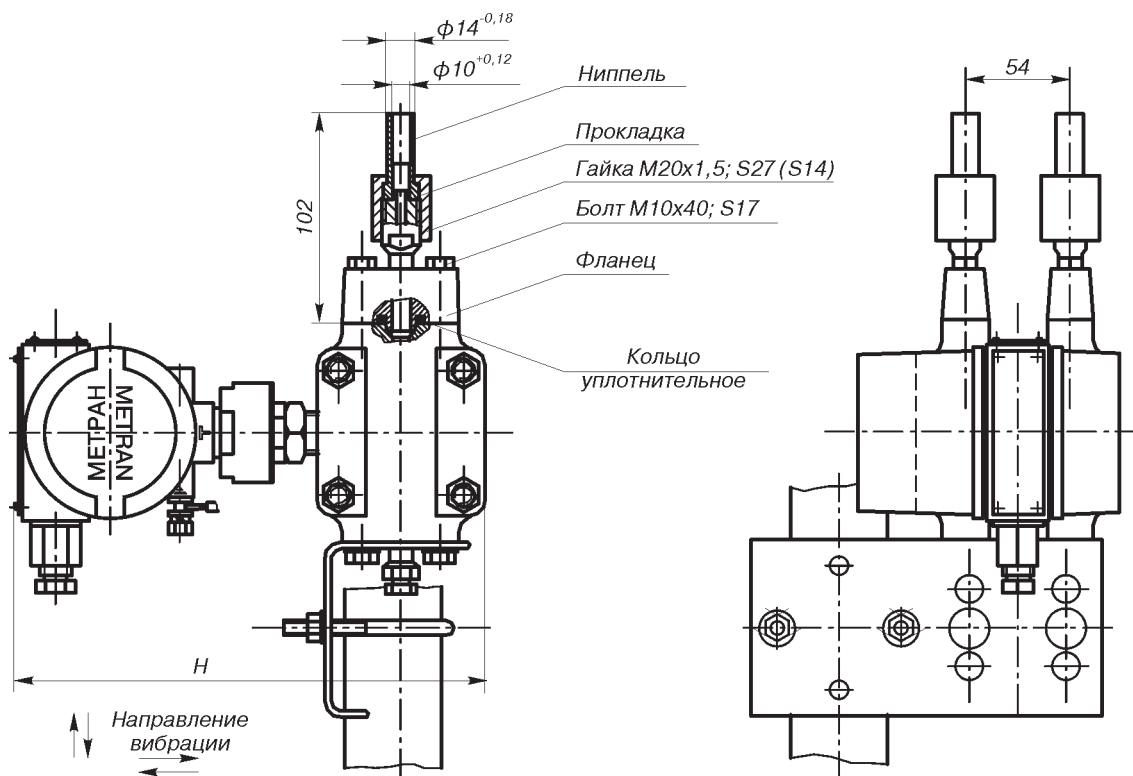 ϕ14-0,18
ϕ10+0,12
54
Ниппель
Прокладка
Гайка М20х1,5; S27 (S14)
102
Болт М10х40; S17
Фланец
Кольцо
уплотнительное
МЕТРАН
METRAN
H
Направление
вибрации